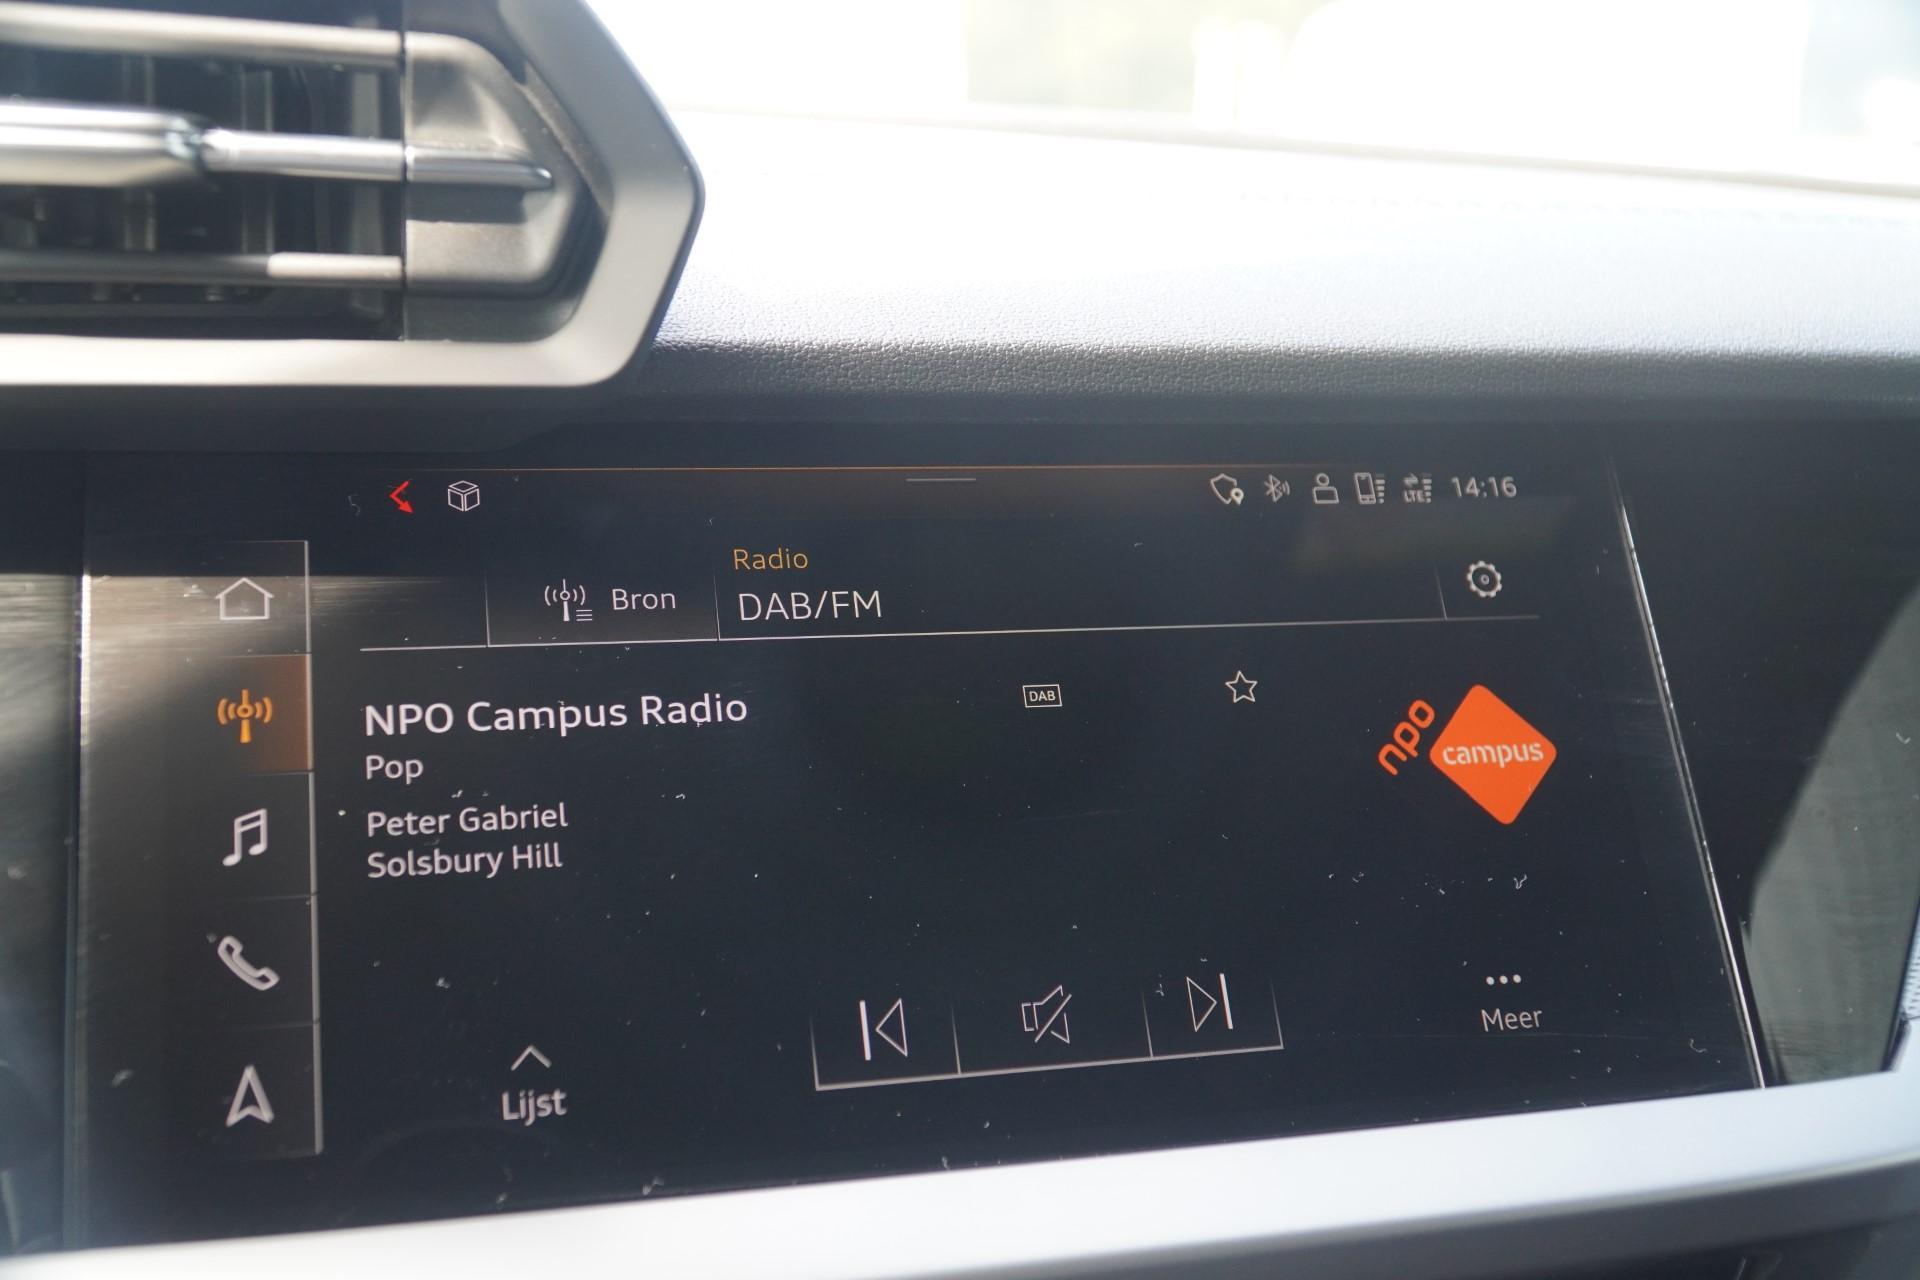 LTE
14:16
Bron
Radio
DAB/FM
NPO Campus Radio
DAB
npo
campus
Pop
Peter Gabriel
Solsbury Hill
Lijst
Meer